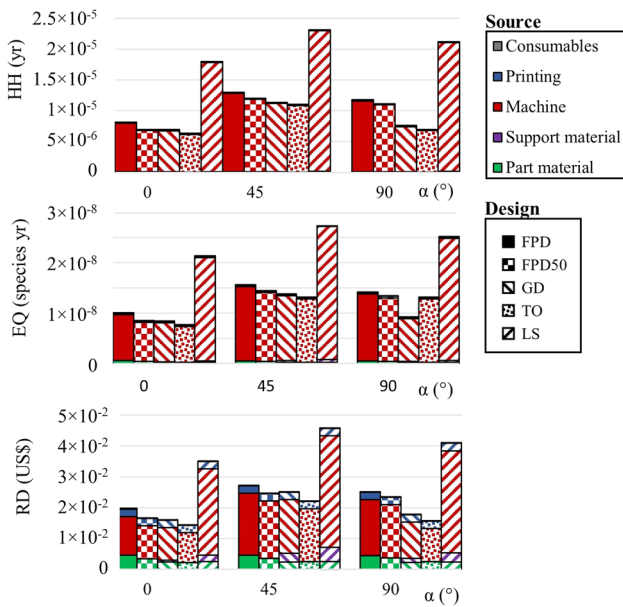 HH (yr)
2.5×10⁻⁵
2×10⁻⁵
1.5×10⁻⁵
1×10⁻⁵
5×10⁻⁶
0
0 45 90 α (°)
EQ (species yr)
3×10⁻⁸
2×10⁻⁸
1×10⁻⁸
0
0 45 90 α (°)
RD (US$)
5×10⁻²
4×10⁻²
3×10⁻²
2×10⁻²
1×10⁻²
0
0 45 90 α (°)
Source
Consumables
Printing
Machine
Support material
Part material
Design
FPD
FPD50
GD
TO
LS